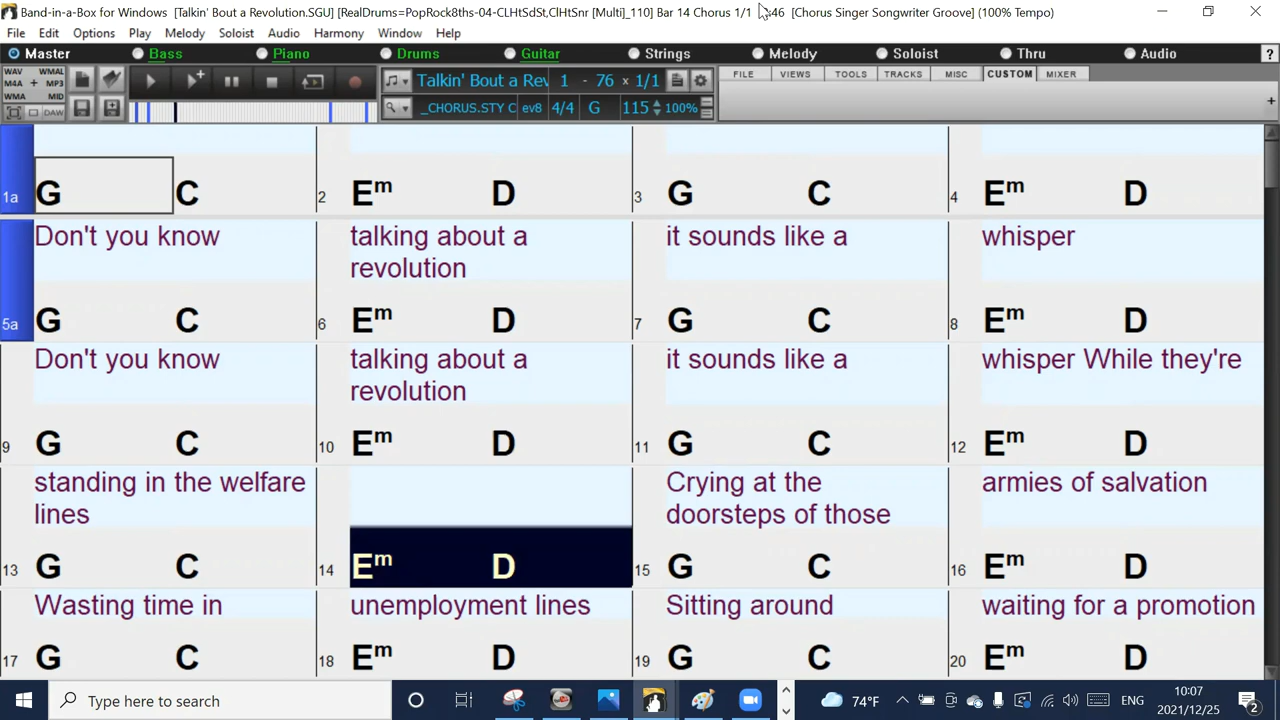 Band-in-a-Box for Windows [Talkin' Bout a Revolution.SGU] [RealDrums=PopRock8ths-04-CLHtSdSt,ClHtSnr [Multi]_110] Bar 14 Chorus 1/1 :46 [Chorus Singer Songwriter Groove] (100% Tempo)
File Edit Options Play Melody Soloist Audio Harmony Window Help
Master Bass Piano Drums Guitar Strings Melody Soloist Thru Audio ?
WAV WMAL
M4A + MP3
WMA MID
DAW
Talkin' Bout a Rev 1 - 76 x 1/1
_CHORUS.STY C ev8 4/4 G 115 100%
FILE VIEWS TOOLS TRACKS MISC CUSTOM MIXER
+
1a G C 2 Em D 3 G C 4 Em D
Don't you know talking about a revolution it sounds like a whisper
5a G C 6 Em D 7 G C 8 Em D
Don't you know talking about a revolution it sounds like a whisper While they're
9 G C 10 Em D 11 G C 12 Em D
standing in the welfare lines Crying at the doorsteps of those armies of salvation
13 G C 14 Em D 15 G C 16 Em D
Wasting time in unemployment lines Sitting around waiting for a promotion
17 G C 18 Em D 19 G C 20 Em D
Type here to search 74°F ENG 10:07
2021/12/25 2